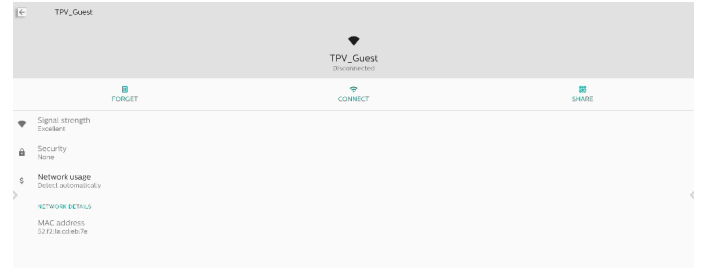 TPV_Guest
TPV_Guest
Disconnected
FORGET
CONNECT
SHARE
Signal strength
Excellent
Security
None
Network usage
Detect automatically
NETWORK DETAILS
MAC address